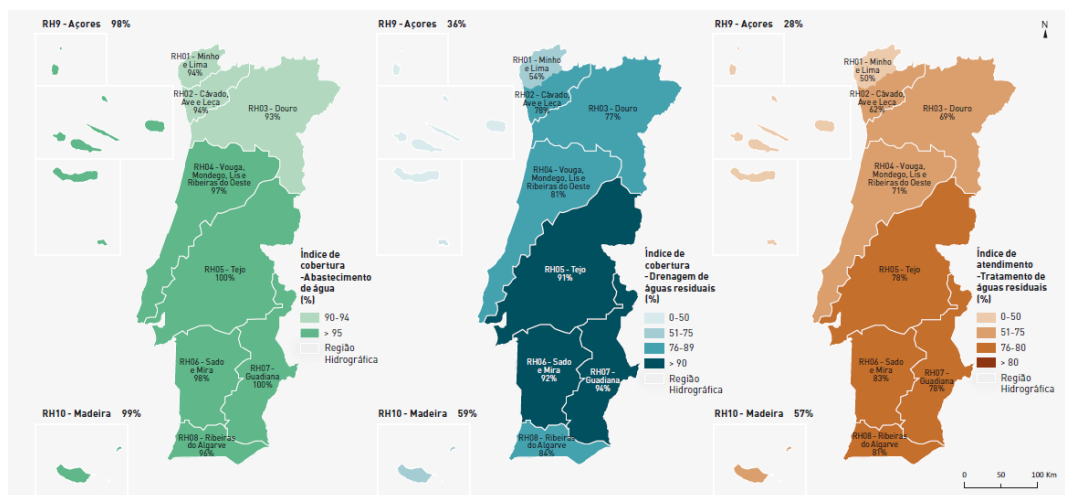 RH9 - Açores 98%
RH01 - Minho
e Lima
94%
RH02 - Cávado,
Ave e Leca
94%
RH03 - Douro
93%
RH04 - Vouga,
Mondego, Lis e
Ribeiras do Oeste
97%
RH05 - Tejo
100%
RH06 - Sado
e Mira
98%
RH07 -
Guadiana
100%
RH08 - Ribeiras
do Algarve
96%
RH10 - Madeira 99%
Índice de
cobertura
-Abastecimento
de água
(%)
90-94
> 95
Região
Hidrográfica
RH9 - Açores 36%
RH01 - Minho
e Lima
54%
RH02 - Cávado,
Ave e Leca
78%
RH03 - Douro
77%
RH04 - Vouga,
Mondego, Lis e
Ribeiras do Oeste
81%
RH05 - Tejo
91%
RH06 - Sado
e Mira
92%
RH07 -
Guadiana
94%
RH08 - Ribeiras
do Algarve
84%
RH10 - Madeira 59%
Índice de
cobertura
- Drenagem de
águas residuais
(%)
0-50
51-75
76-89
> 90
Região
Hidrográfica
RH9 - Açores 28%
RH01 - Minho
e Lima
50%
RH02 - Cávado,
Ave e Leca
62%
RH03 - Douro
69%
RH04 - Vouga,
Mondego, Lis e
Ribeiras do Oeste
71%
RH05 - Tejo
78%
RH06 - Sado
e Mira
83%
RH07 -
Guadiana
78%
RH08 - Ribeiras
do Algarve
81%
RH10 - Madeira 57%
Índice de
atendimento
-Tratamento de
águas residuais
(%)
0-50
51-75
76-80
> 80
Região
Hidrográfica
N
0 50 100 Km